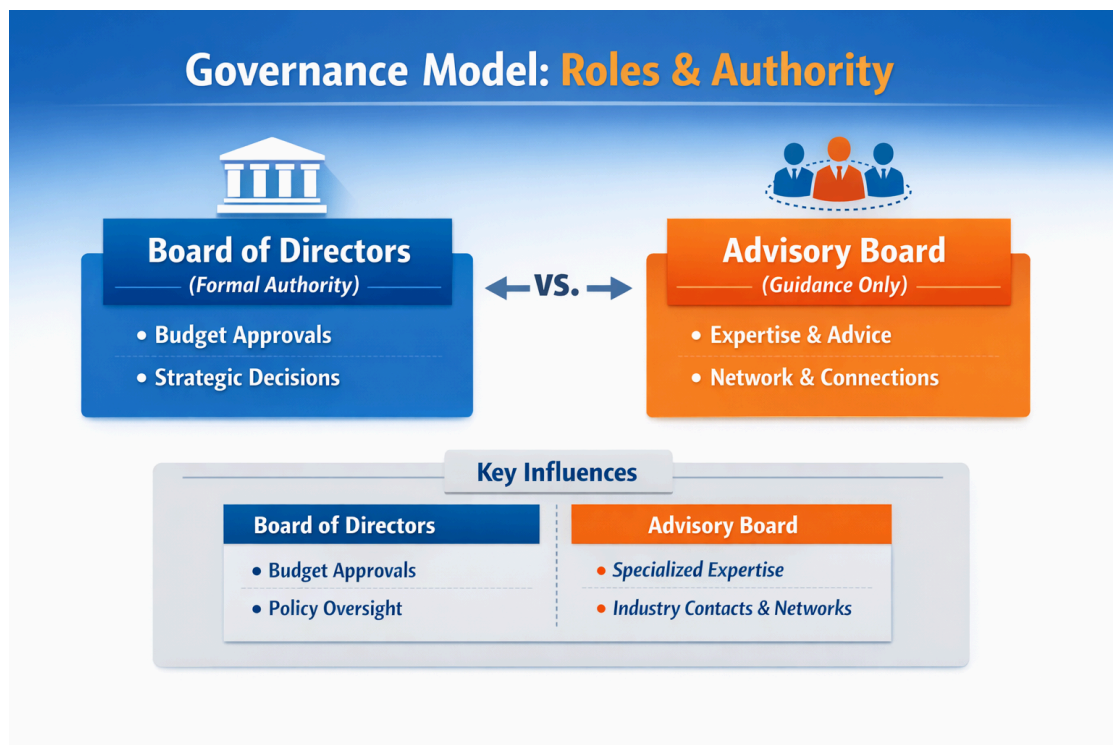 Governance Model: Roles & Authority
Board of Directors
(Formal Authority)
• Budget Approvals
• Strategic Decisions
VS.
Advisory Board
(Guidance Only)
• Expertise & Advice
• Network & Connections
Key Influences
Board of Directors
• Budget Approvals
• Policy Oversight
Advisory Board
• Specialized Expertise
• Industry Contacts & Networks